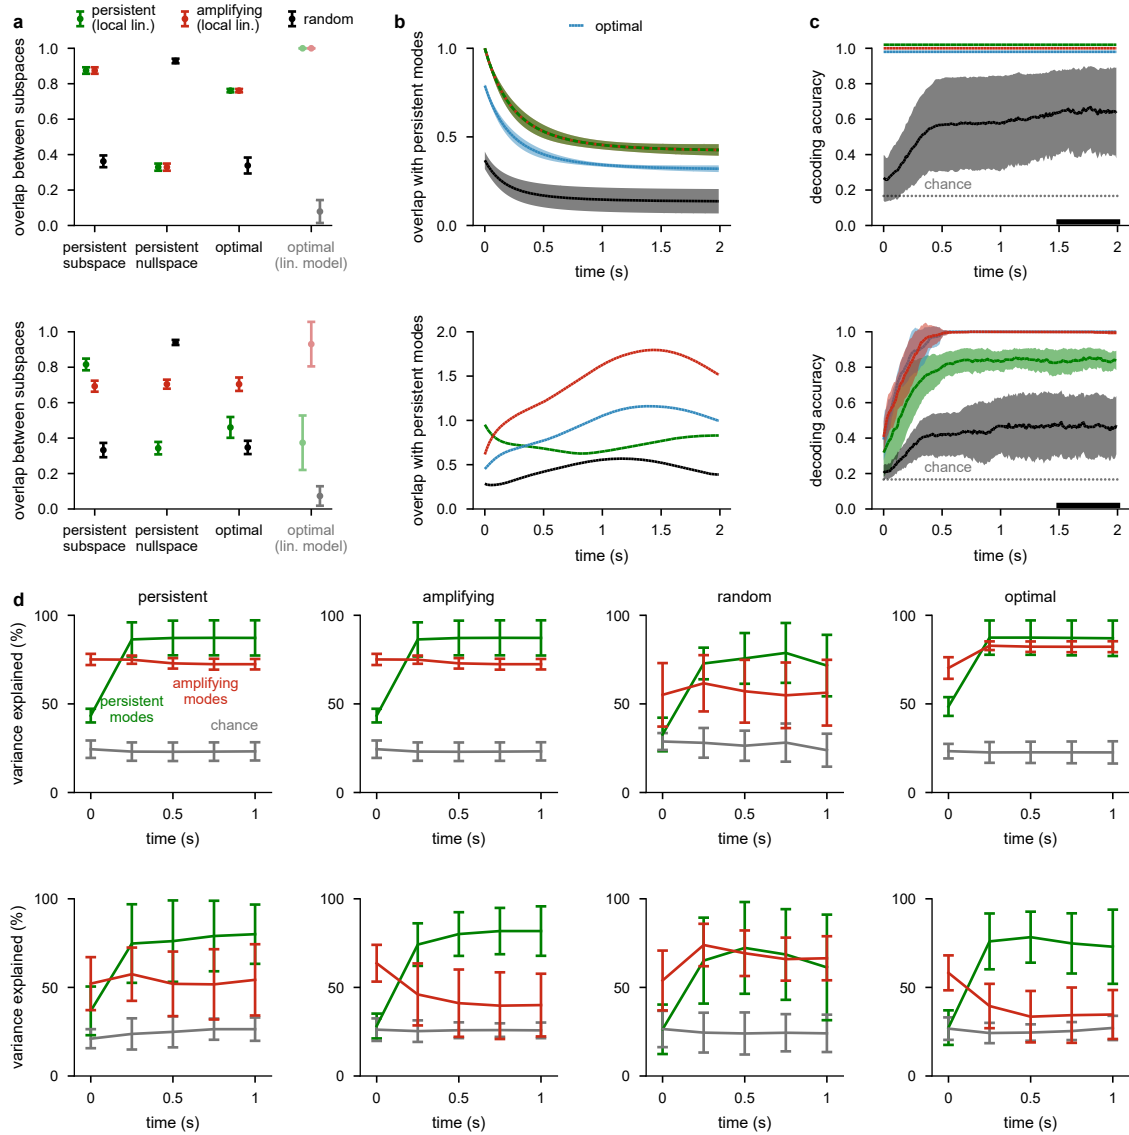 a
persistent
(local lin.)
amplifying
(local lin.)
random
overlap between subspaces
1.0
0.8
0.6
0.4
0.2
0.0
persistent
subspace
persistent
nullspace
optimal
optimal
(lin. model)
b
optimal
overlap with persistent modes
1.0
0.5
0.0
0
0.5
1
1.5
2
time (s)
c
decoding accuracy
1.0
0.8
0.6
0.4
0.2
0.0
chance
0
0.5
1
1.5
2
time (s)
overlap between subspaces
1.0
0.8
0.6
0.4
0.2
0.0
persistent
subspace
persistent
nullspace
optimal
optimal
(lin. model)
overlap with persistent modes
2.0
1.5
1.0
0.5
0.0
0
0.5
1
1.5
2
time (s)
decoding accuracy
1.0
0.8
0.6
0.4
0.2
0.0
chance
0
0.5
1
1.5
2
time (s)
d
persistent
variance explained (%)
100
50
0
persistent
modes
amplifying
modes
chance
0
0.5
1
time (s)
amplifying
100
50
0
0
0.5
1
time (s)
random
100
50
0
0
0.5
1
time (s)
optimal
100
50
0
0
0.5
1
time (s)
variance explained (%)
100
50
0
0
0.5
1
time (s)
100
50
0
0
0.5
1
time (s)
100
50
0
0
0.5
1
time (s)
100
50
0
0
0.5
1
time (s)